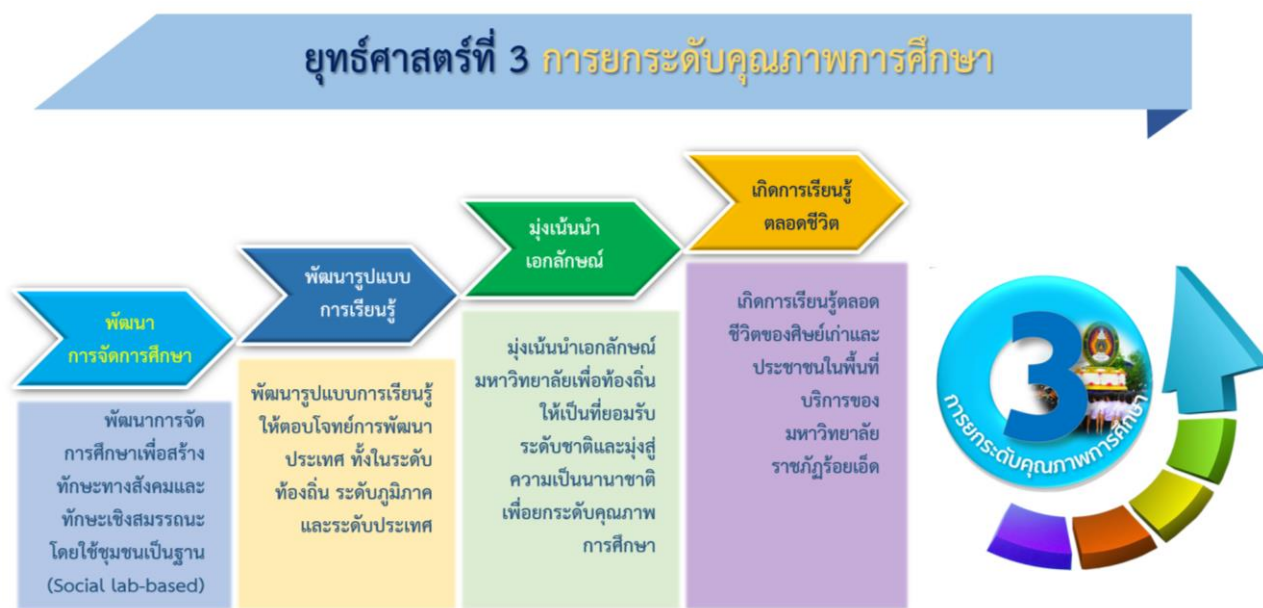 ยุทธ์ศาสตร์ที่ 3 การยกระดับคุณภาพการศึกษา
พัฒนา
การจัดการศึกษา
พัฒนาการจัด
การศึกษาเพื่อสร้าง
ทักษะทางสังคมและ
ทักษะเชิงสมรรถนะ
โดยใช้ชุมชนเป็นฐาน
(Social lab-based)
พัฒนารูปแบบ
การเรียนรู้
พัฒนารูปแบบการเรียนรู้
ให้ตอบโจทย์การพัฒนา
ประเทศ ทั้งในระดับ
ท้องถิ่น ระดับภูมิภาค
และระดับประเทศ
มุ่งเน้นนำ
เอกลักษณ์
มุ่งเน้นนำเอกลักษณ์
มหาวิทยาลัยเพื่อท้องถิ่น
ให้เป็นที่ยอมรับ
ระดับชาติและมุ่งสู่
ความเป็นนานาชาติ
เพื่อยกระดับคุณภาพ
การศึกษา
เกิดการเรียนรู้
ตลอดชีวิต
เกิดการเรียนรู้ตลอด
ชีวิตของศิษย์เก่าและ
ประชาชนในพื้นที่
บริการของ
มหาวิทยาลัย
ราชภัฏร้อยเอ็ด
3
การยกระดับคุณภาพการศึกษา